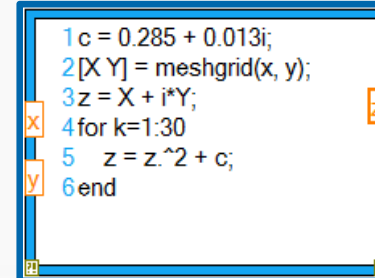 1 c = 0.285 + 0.013i;
2 [X Y] = meshgrid(x, y);
3 z = X + i*Y;
x 4 for k=1:30
5 z = z.^2 + c;
y 6 end